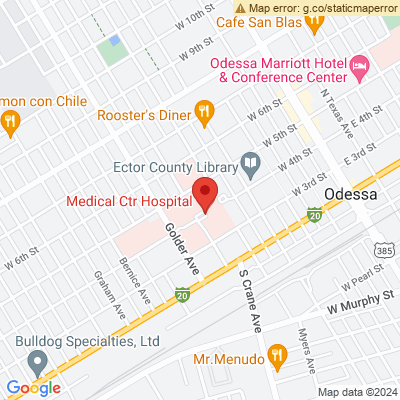 Map error: g.co/staticmaperror
W 10th St
Cafe San Blas
W 9th St
Odessa Marriott Hotel
& Conference Center
N Texas Ave
mon con Chile
Rooster's Diner
W 6th St
E 4th St
W 5th St
E 3rd St
Ector County Library
W 4th St
W 3rd St
Medical Ctr Hospital
Odessa
20
Golder Ave
W 6th St
385
Graham Ave
Bernice Ave
W Pearl St
20
S Crane Ave
W Murphy St
Bulldog Specialties, Ltd
Myers Ave
Mr.Menudo
Google
Map data ©2024